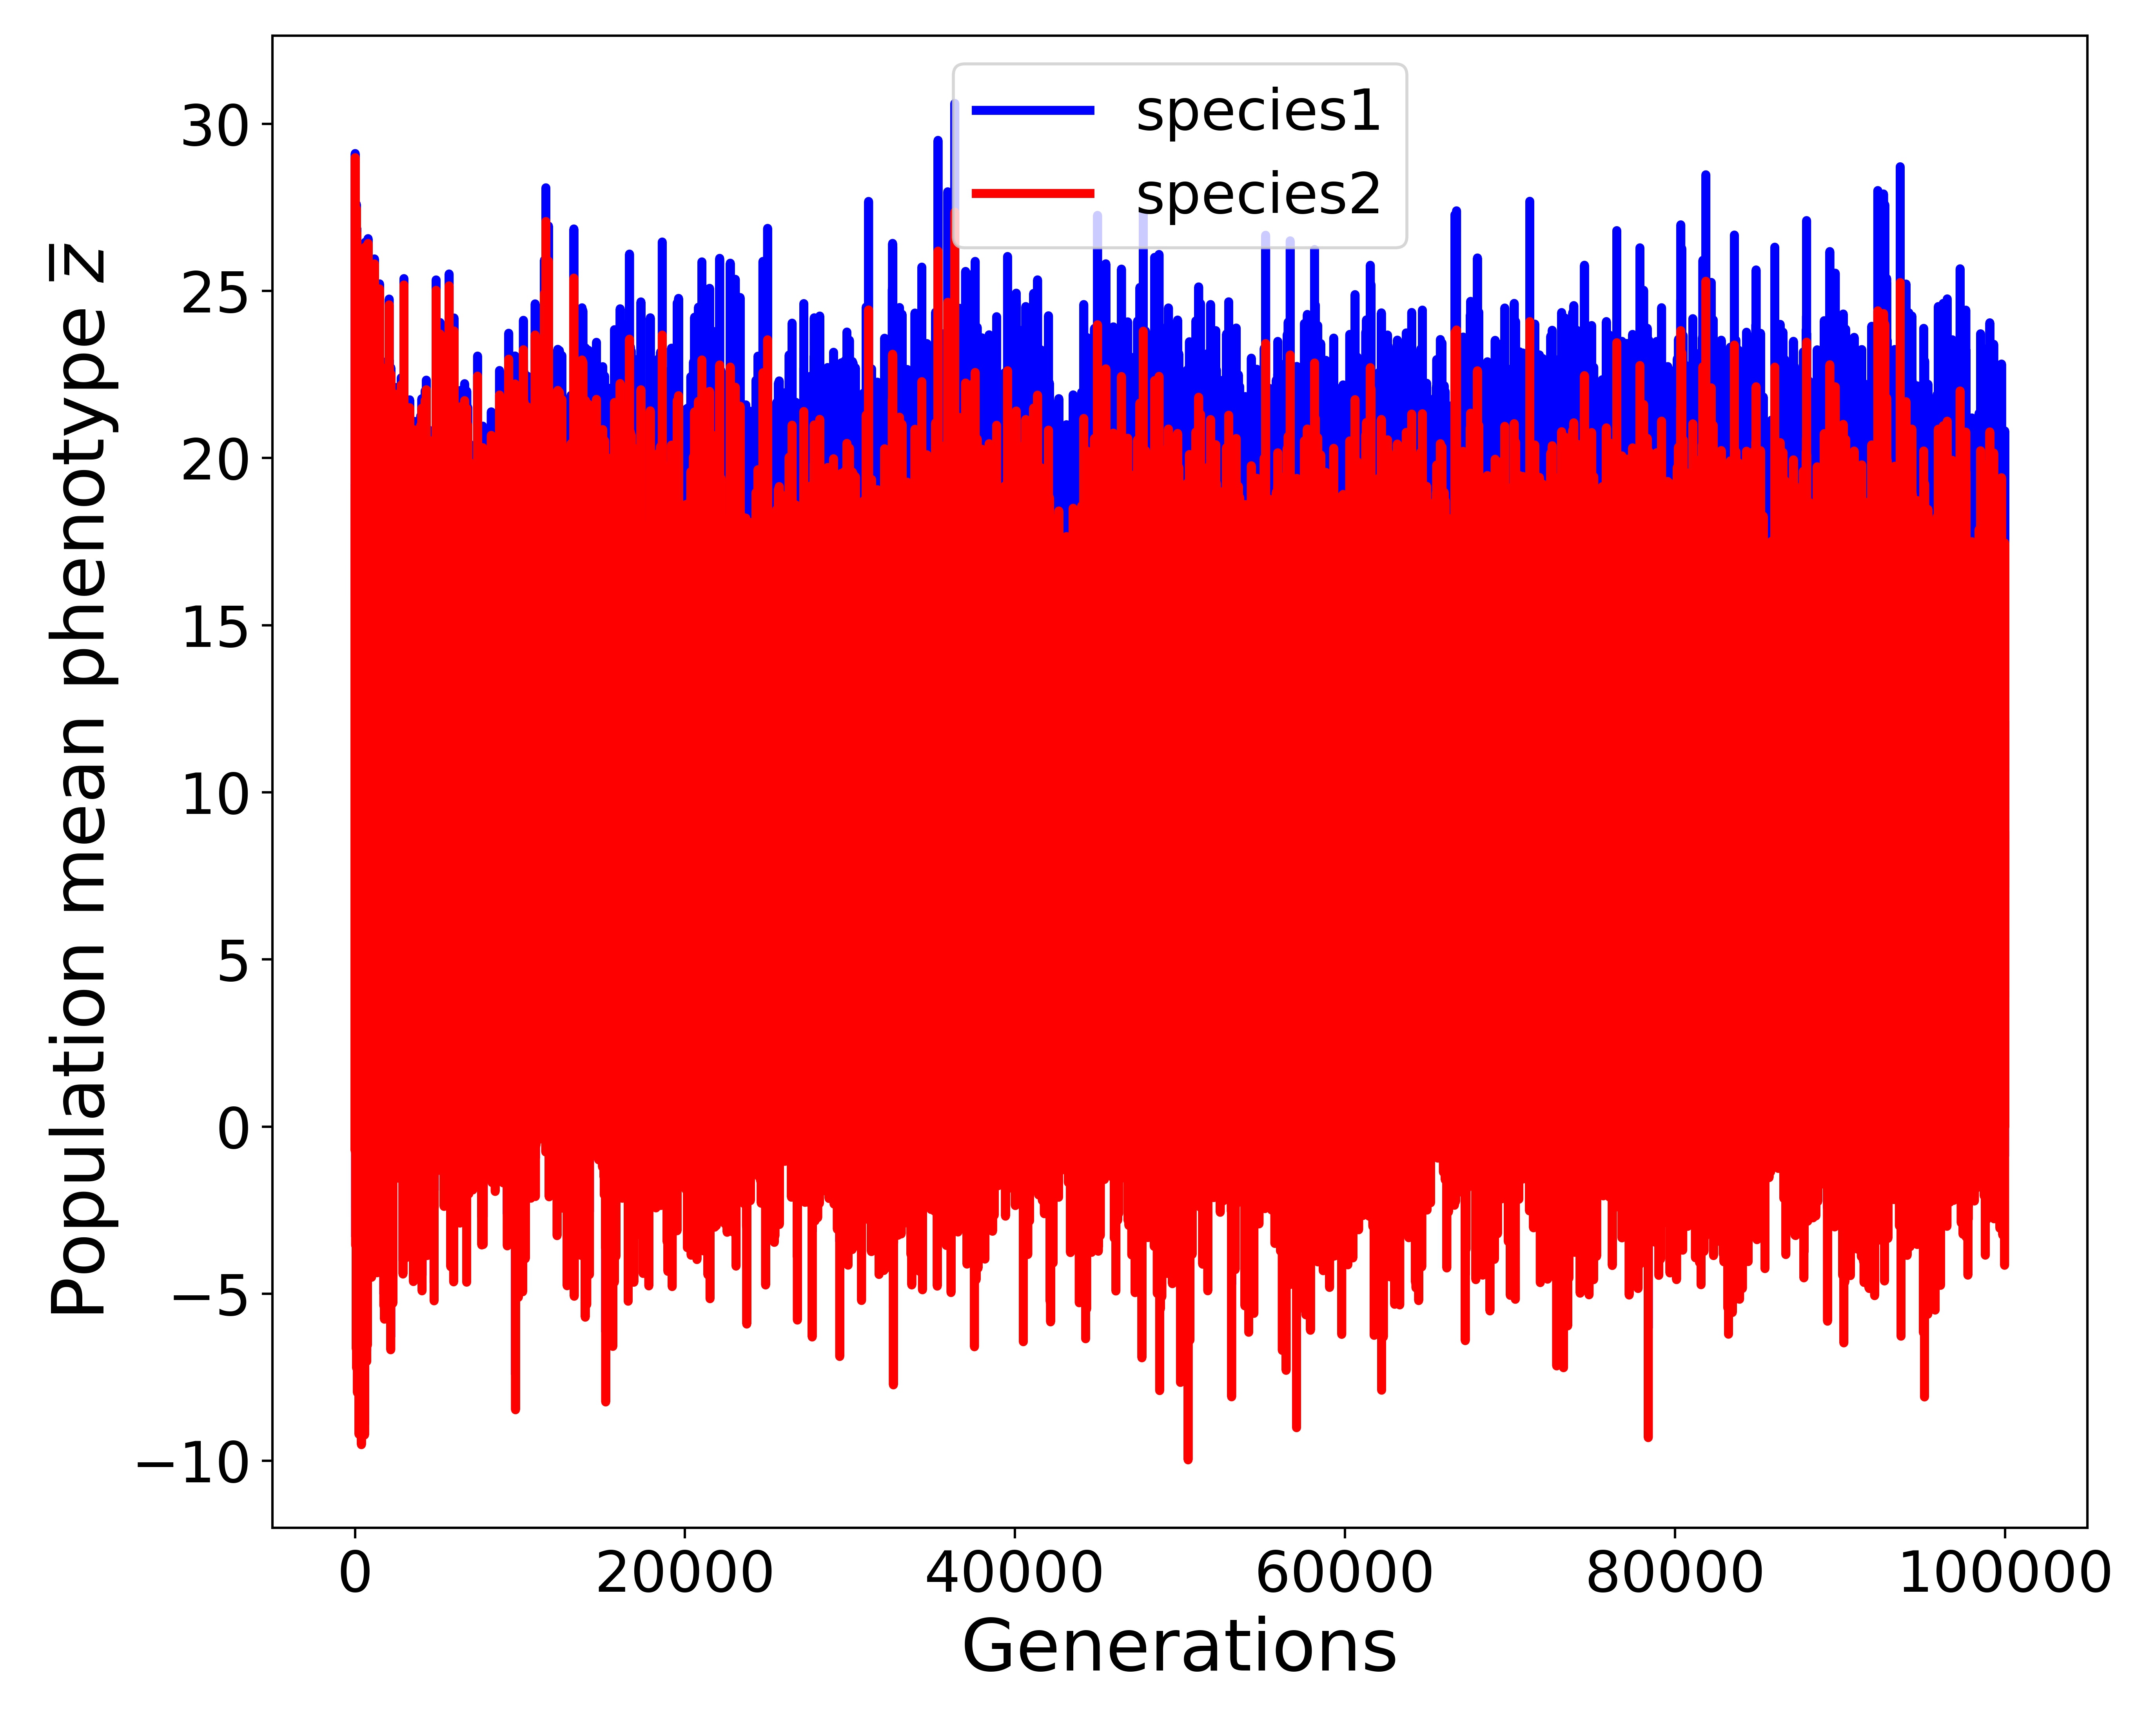 species1
species2
Population mean phenotype z̅
30
25
20
15
10
5
0
−5
−10
0 20000 40000 60000 80000 100000
Generations